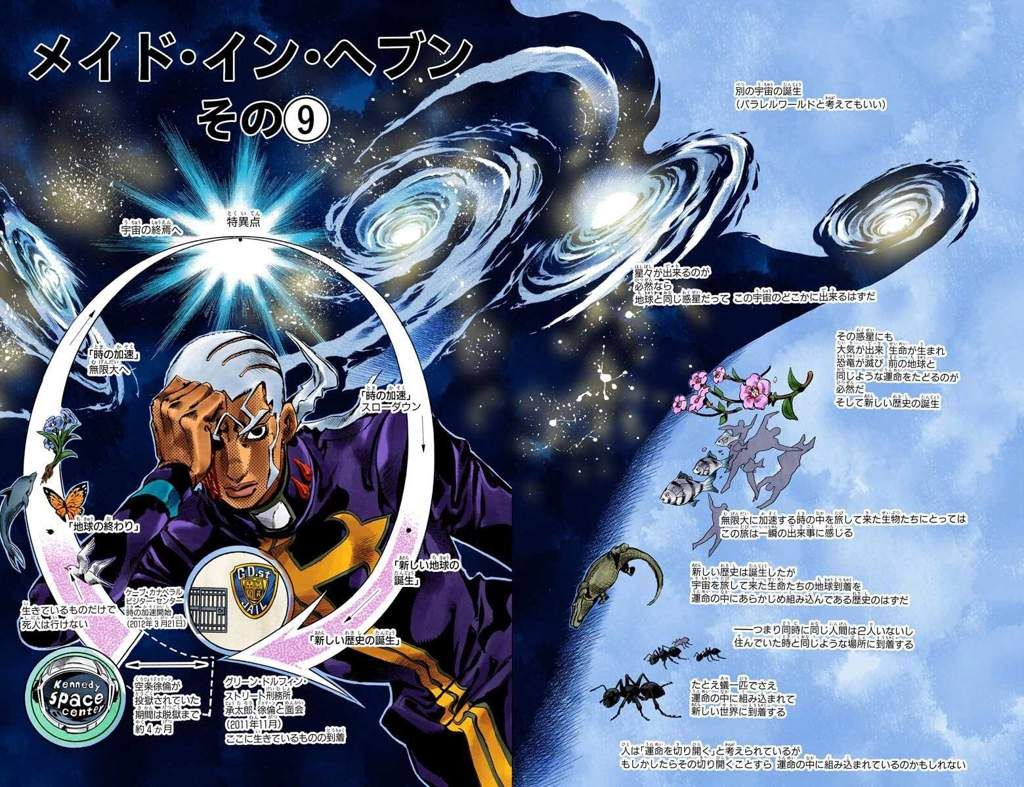 メイド・イン・ヘブン
その⑨
特異点
宇宙の終焉へ
「時の加速」
無限大へ
「時の加速」
スローダウン
「地球の終わり」
「新しい地球の
誕生」
生きているものだけで
死人は行けない
ケープ・カナベラル
ケネディ・スペース・センター
時の加速開始
(2012年3月21日)
G.D.st
JAIL
「新しい歴史の誕生」
Kennedy
Space
center
空条徐倫が
投獄されていた
期間は脱獄まで
約4か月
グリーン・ドルフィン・
ストリート刑務所
承太郎、徐倫と面会
(2011年11月)
ここに生きているものの到着
別の宇宙の誕生
(パラレルワールドと考えてもいい)
星々が出来るのが
必然なら
地球と同じ惑星だって この宇宙のどこかに出来るはずだ
その惑星にも
大気が出来 生命が生まれ
恐竜が滅び 前の地球と
同じような運命をたどるのが
必然だ
そして新しい歴史の誕生
無限大に加速する時の中を旅して来た生物たちにとっては
この旅は一瞬の出来事に感じる
新しい歴史は誕生したが
宇宙を旅して来た生命たちの地球到着を
運命の中にあらかじめ組み込んである歴史のはずだ
――つまり同時に同じ人間は2人いないし
住んでいた時と同じような場所に到着する
たとえ蟻一匹でさえ
運命の中に組み込まれて
新しい世界に到着する
人は「運命を切り開く」と考えられているが
もしかしたらその切り開くことすら 運命の中に組み込まれているのかもしれない